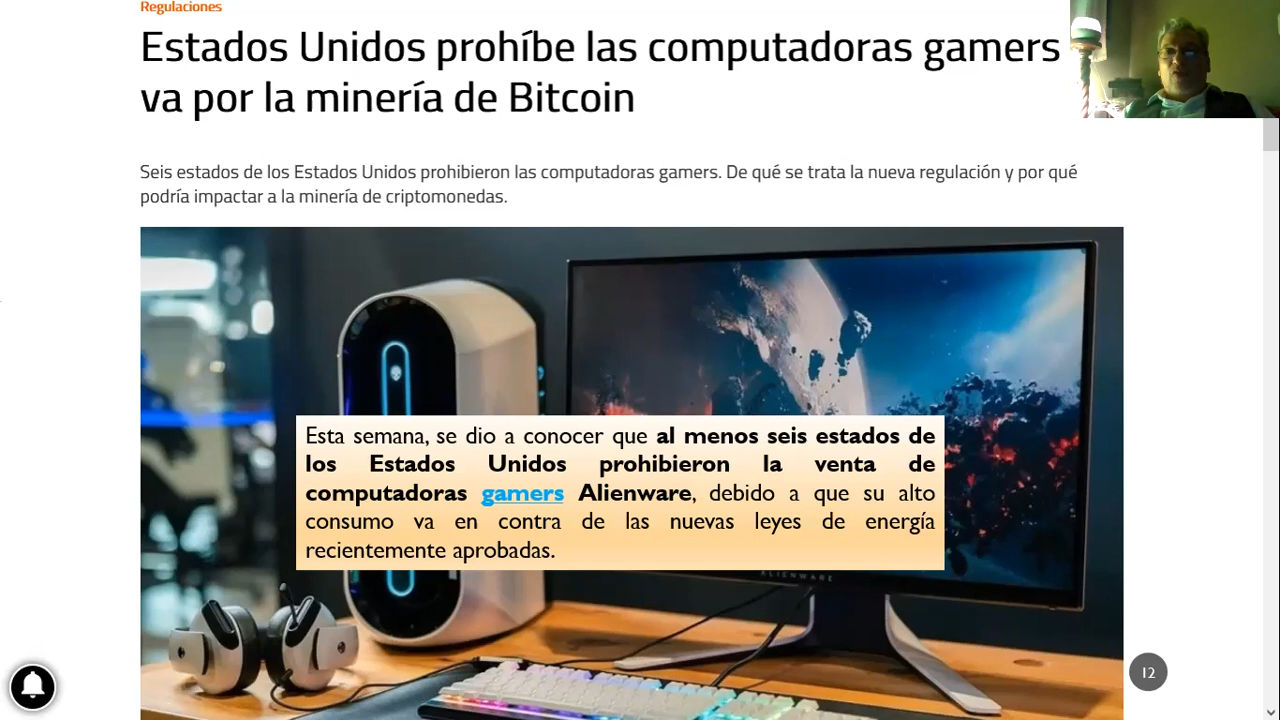 Regulaciones
Estados Unidos prohíbe las computadoras gamers
va por la minería de Bitcoin
Seis estados de los Estados Unidos prohibieron las computadoras gamers. De qué se trata la nueva regulación y por qué
podría impactar a la minería de criptomonedas.
Esta semana, se dio a conocer que al menos seis estados de
los Estados Unidos prohibieron la venta de
computadoras gamers Alienware, debido a que su alto
consumo va en contra de las nuevas leyes de energía
recientemente aprobadas.
ALIENWARE
12